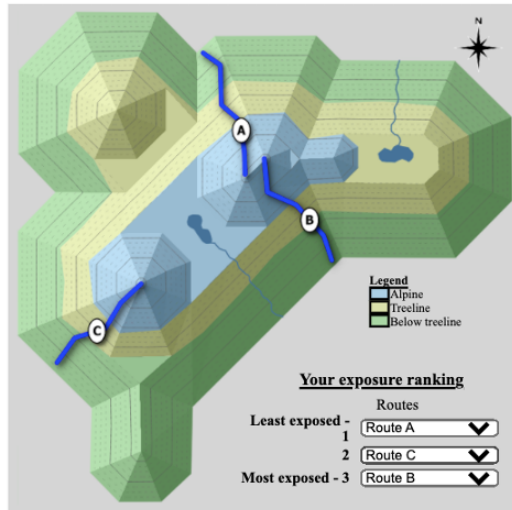 N
A
B
C
Legend
Alpine
Treeline
Below treeline
Your exposure ranking
Routes
Least exposed -
1
Route A
2
Route C
Most exposed - 3
Route B